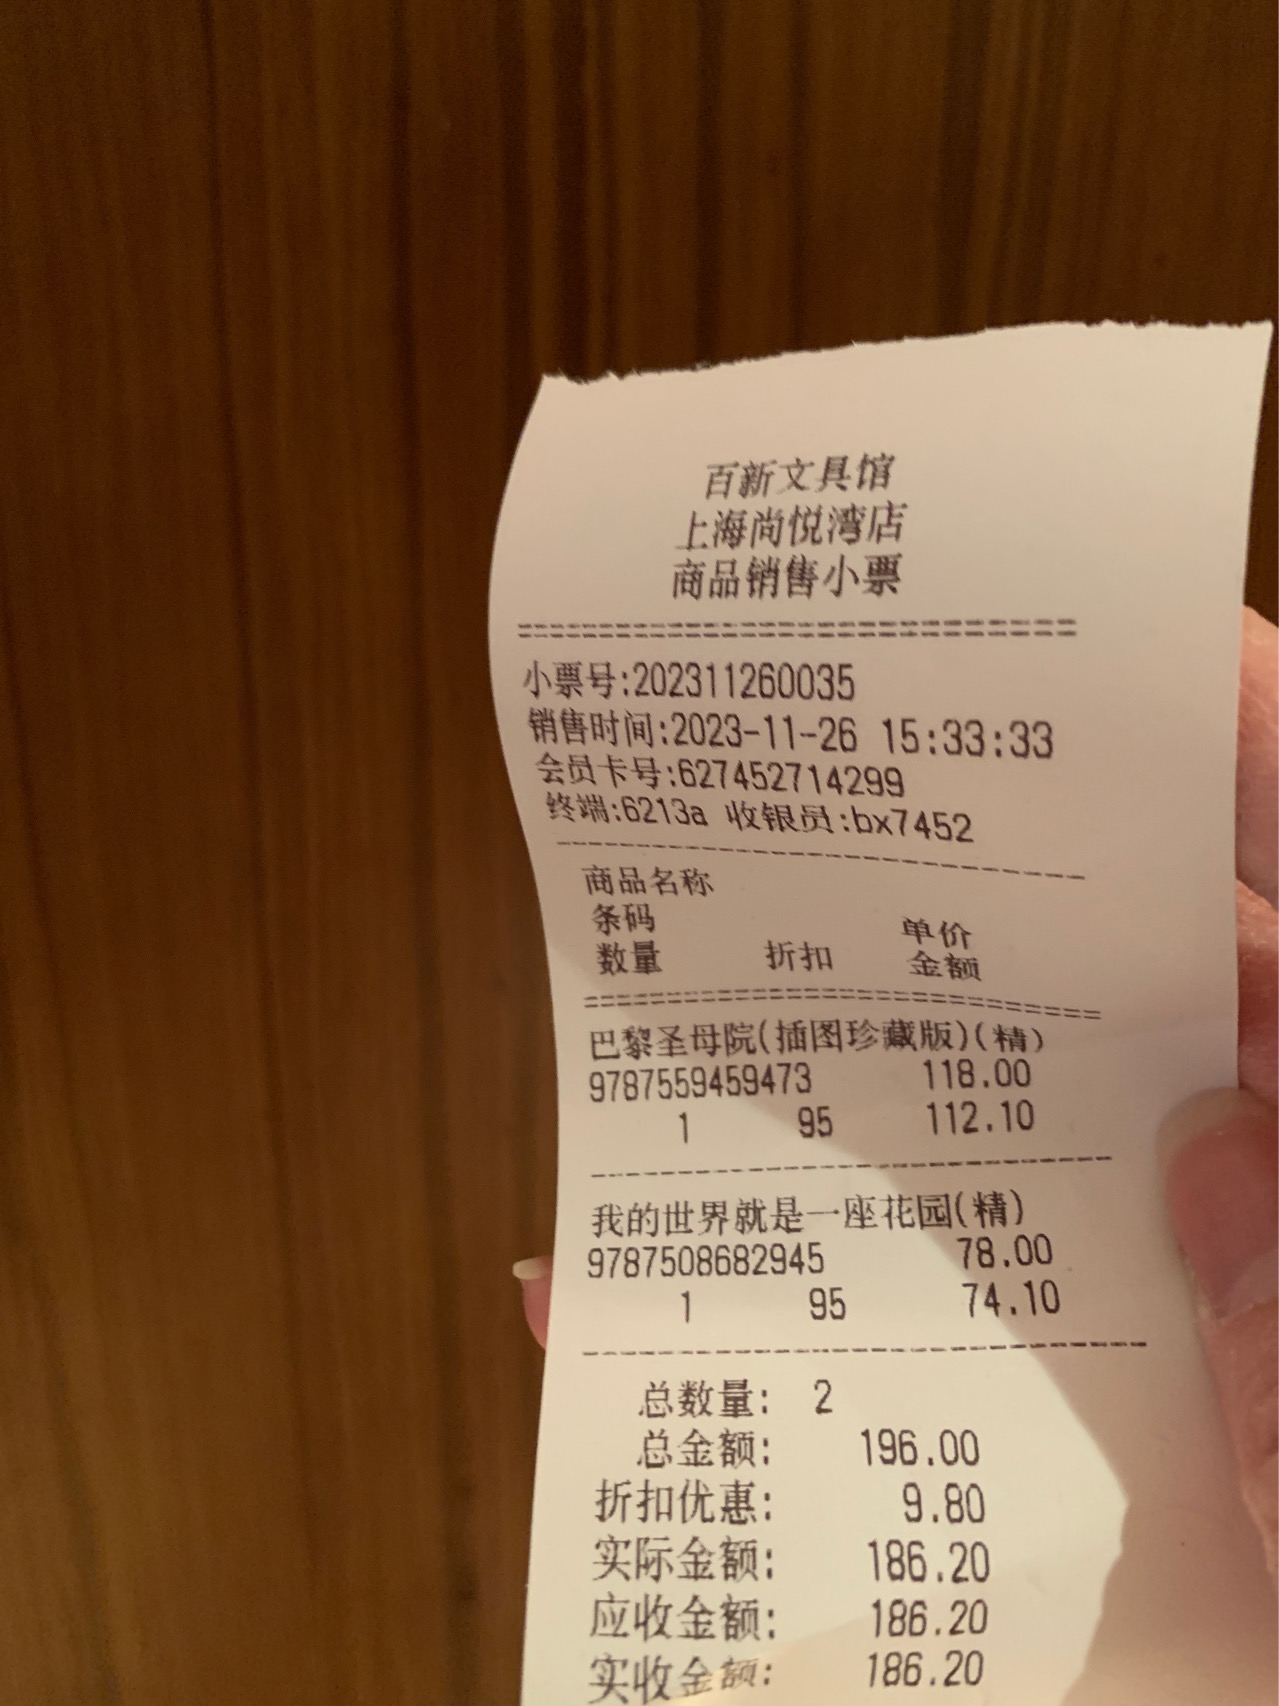 百新文具馆
上海尚悦湾店
商品销售小票
小票号:202311260035
销售时间:2023-11-26 15:33:33
会员卡号:627452714299
终端:6213a 收银员:bx7452
商品名称
条码 单价
数量 折扣 金额
巴黎圣母院(插图珍藏版)(精)
9787559459473 118.00
1 95 112.10
我的世界就是一座花园(精)
9787508682945 78.00
1 95 74.10
总数量: 2
总金额: 196.00
折扣优惠: 9.80
实际金额: 186.20
应收金额: 186.20
实收金额: 186.20